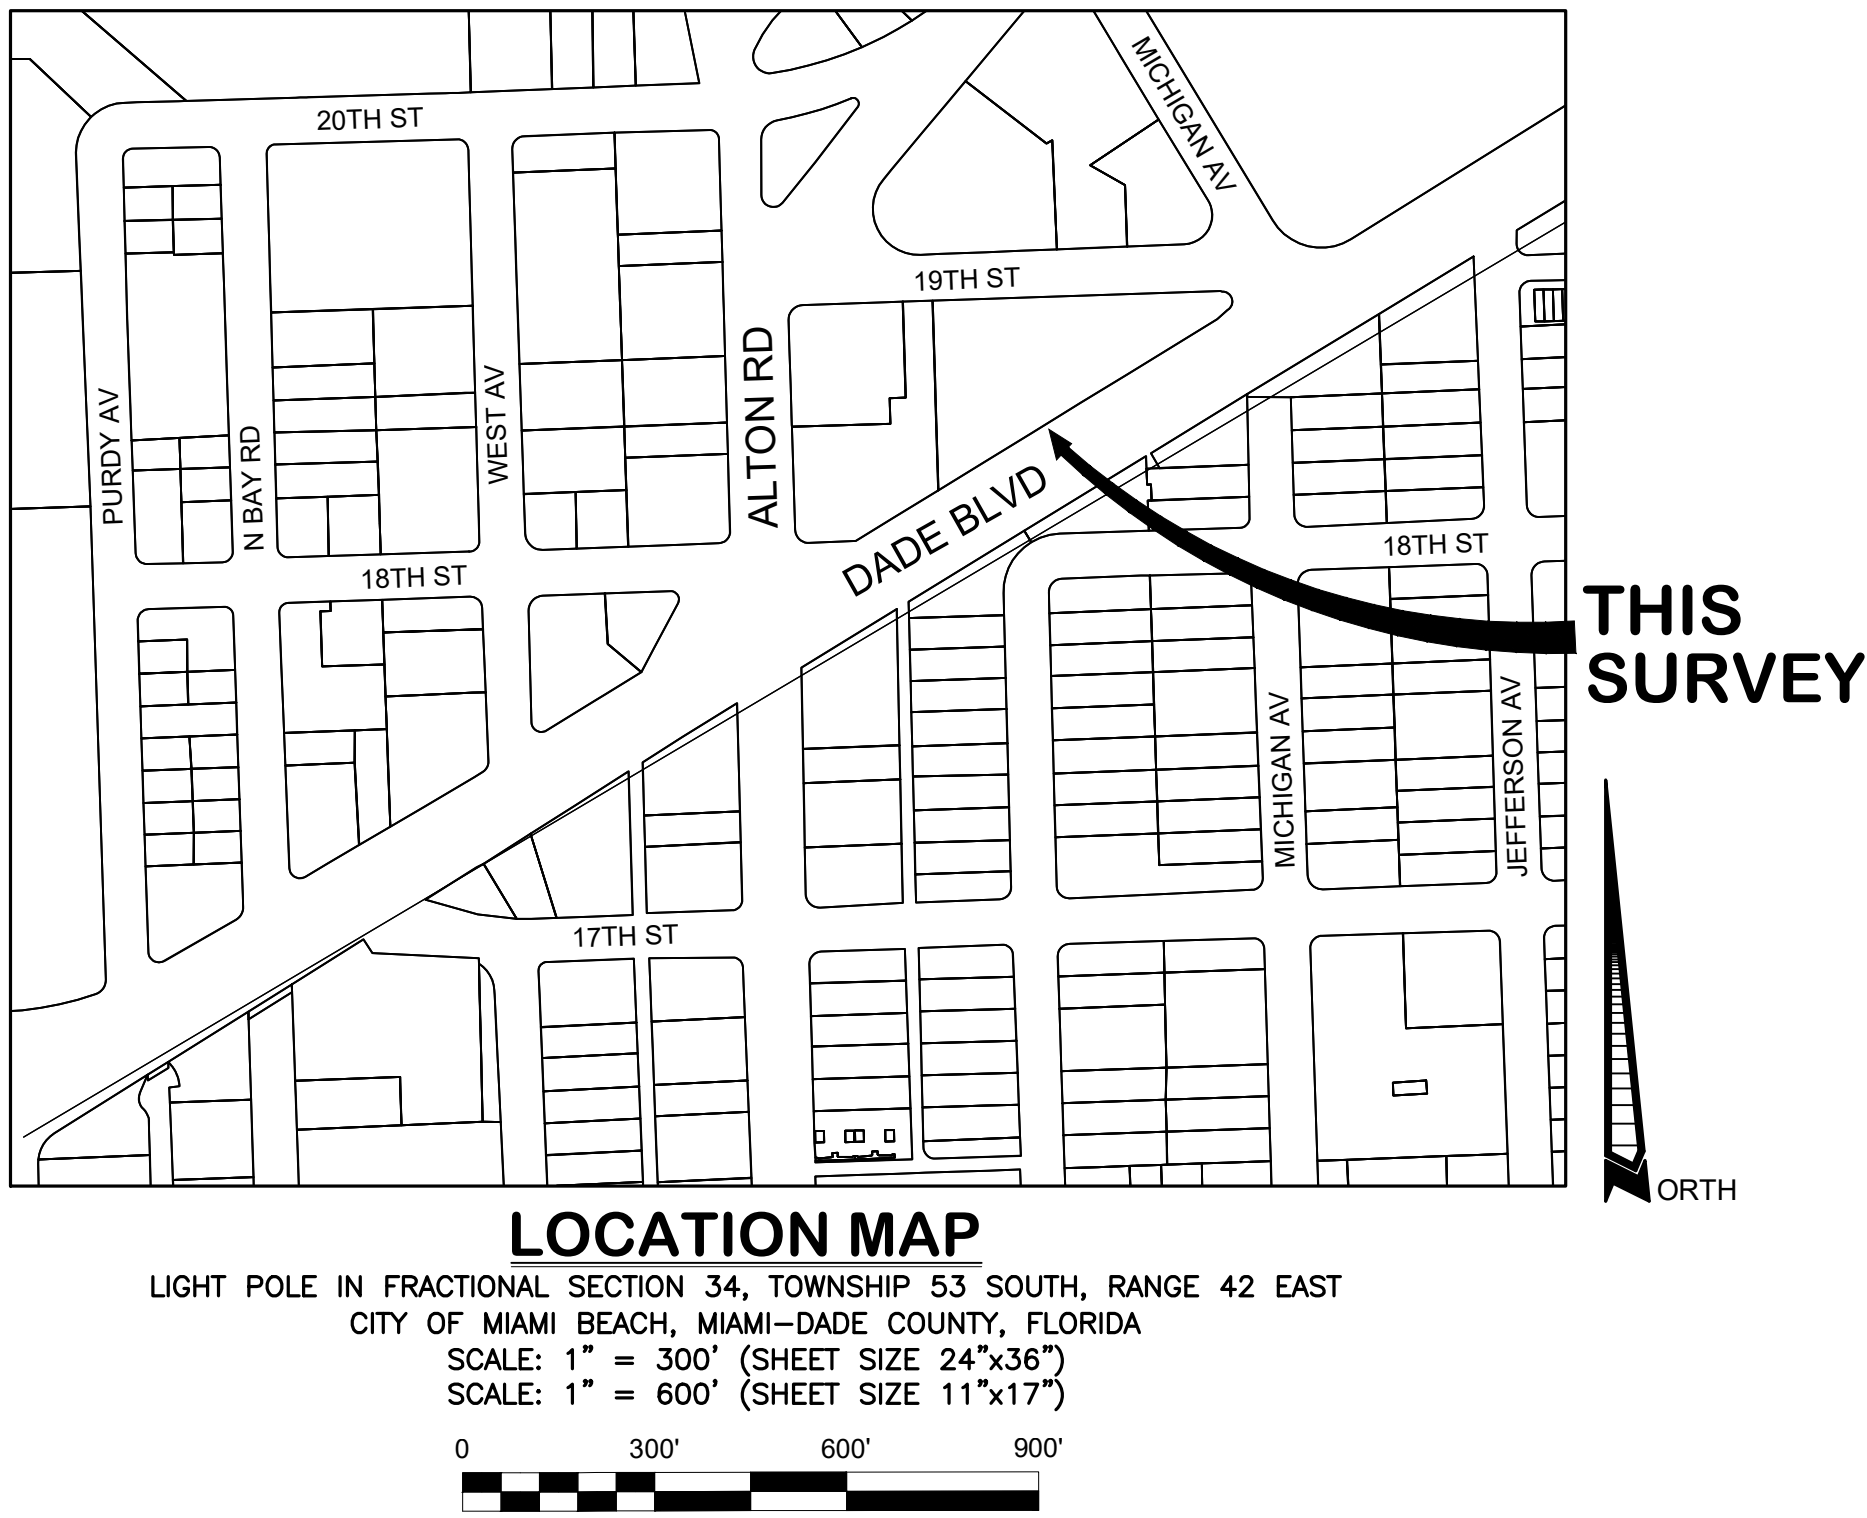 MICHIGAN AV
20TH ST
19TH ST
PURDY AV
N BAY RD
WEST AV
ALTON RD
DADE BLVD
18TH ST
18TH ST
THIS
SURVEY
MICHIGAN AV
JEFFERSON AV
17TH ST
NORTH
LOCATION MAP
LIGHT POLE IN FRACTIONAL SECTION 34, TOWNSHIP 53 SOUTH, RANGE 42 EAST
CITY OF MIAMI BEACH, MIAMI-DADE COUNTY, FLORIDA
SCALE: 1" = 300' (SHEET SIZE 24"x36")
SCALE: 1" = 600' (SHEET SIZE 11"x17")
0 300' 600' 900'